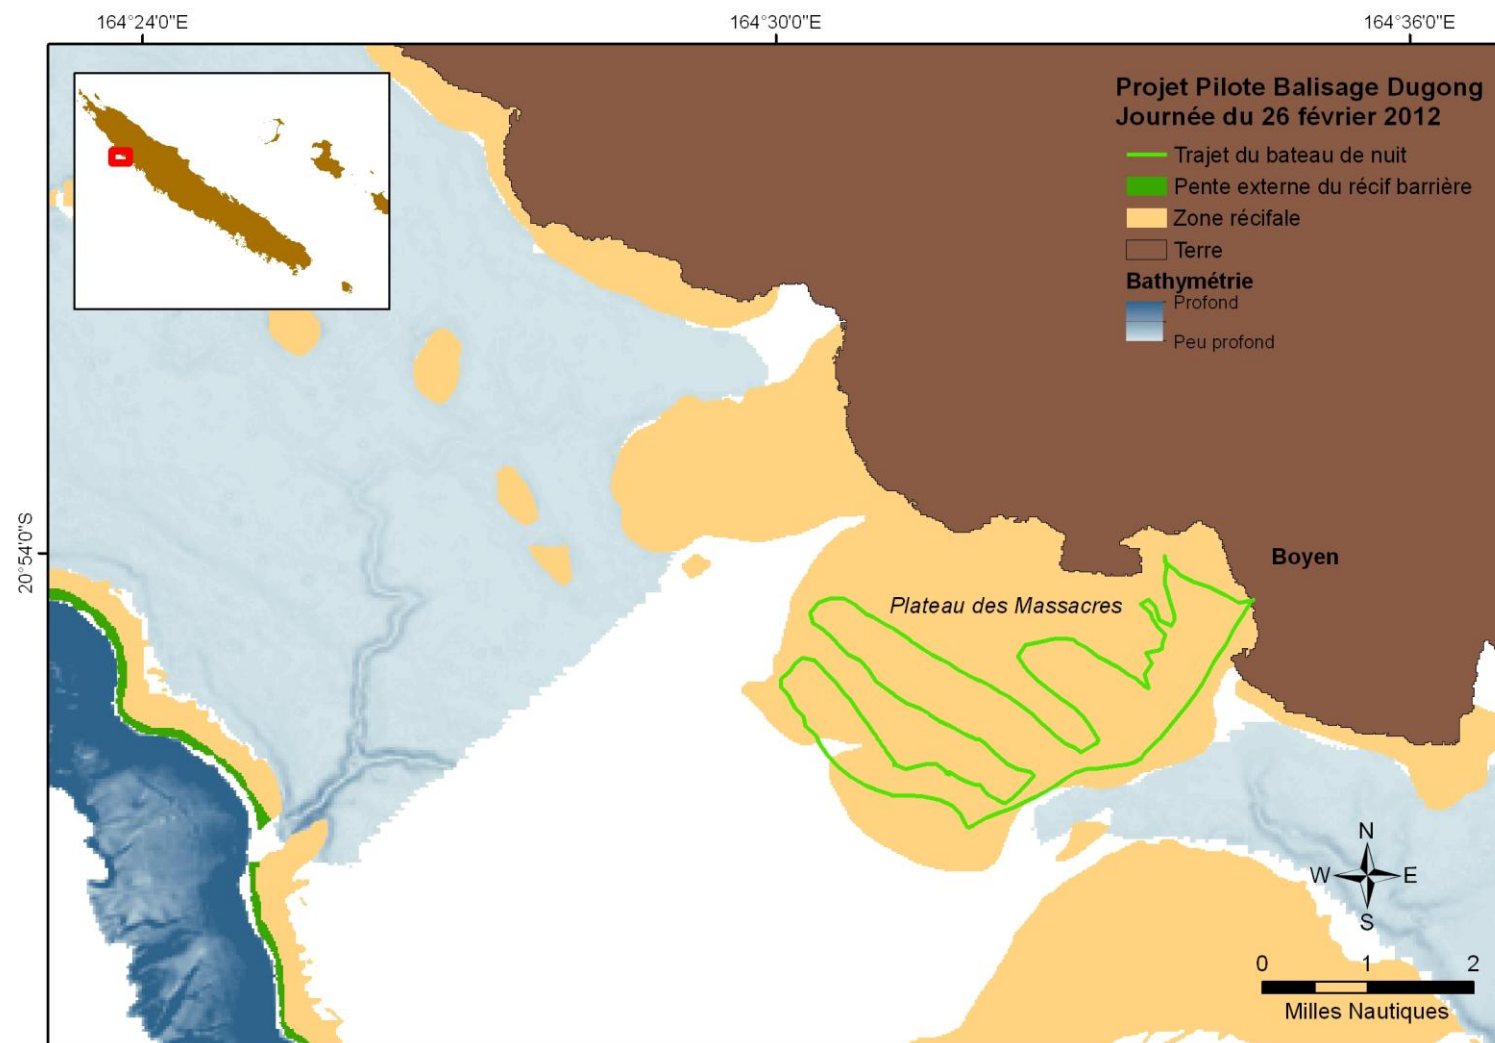 164°24'0"E
164°30'0"E
164°36'0"E
Projet Pilote Balisage Dugong
Journée du 26 février 2012
Trajet du bateau de nuit
Pente externe du récif barrière
Zone récifale
Terre
Bathymétrie
Profond
Peu profond
20°54'0"S
Boyen
Plateau des Massacres
N
W E
S
0 1 2
Milles Nautiques